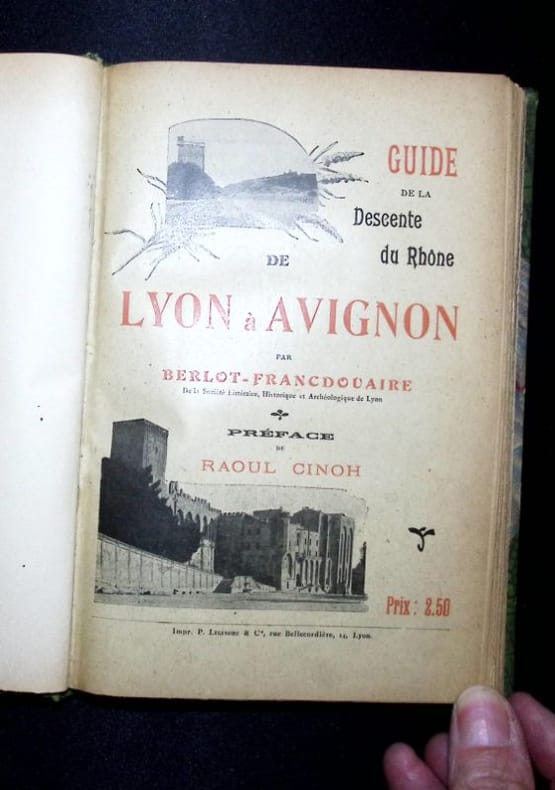 GUIDE
DE LA
Descente
du Rhône
DE
LYON à AVIGNON
PAR
BERLOT-FRANCDOUAIRE
De la Société Littéraire, Historique et Archéologique de Lyon
PRÉFACE
DE
RAOUL CINOH
Prix : 2.50
Impr. P. Legendre & Cie, rue Bellecordière, 14, Lyon.